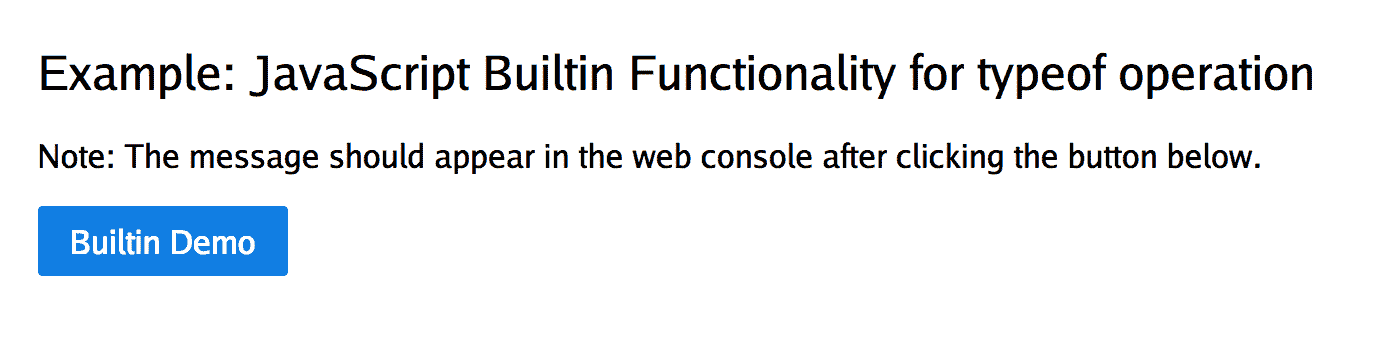 Example: JavaScript Builtin Functionality for typeof operation
Note: The message should appear in the web console after clicking the button below.
Builtin Demo